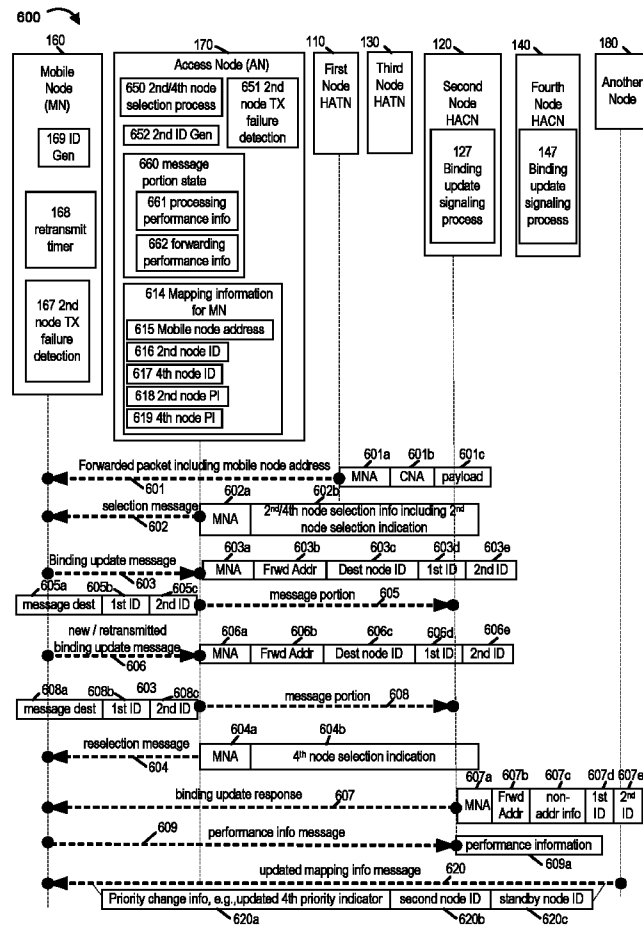 600
160
170
110
130
120
140
180
Mobile
Node
(MN)
169 ID
Gen
168
retransmit
timer
167 2nd
node TX
failure
detection
Access Node (AN)
650 2nd/4th node
selection process
651 2nd
node TX
failure
detection
652 2nd ID Gen
660 message
portion state
661 processing
performance info
662 forwarding
performance info
614 Mapping information
for MN
615 Mobile node address
616 2nd node ID
617 4th node ID
618 2nd node PI
619 4th node PI
First
Node
HATN
Third
Node
HATN
Second
Node
HACN
127
Binding
update
signaling
process
Fourth
Node
HACN
147
Binding
update
signaling
process
Another
Node
601a 601b 601c
Forwarded packet including mobile node address
MNA CNA payload
601
602a 602b
selection message
MNA 2nd/4th node selection info including 2nd
node selection indication
602
603a 603b 603c 603d 603e
Binding update message
MNA Frwd Addr Dest node ID 1st ID 2nd ID
603
605a 605b 605c
message dest 1st ID 2nd ID
message portion
605
new / retransmitted
binding update message
606
606a 606b 606c 606d 606e
MNA Frwd Addr Dest node ID 1st ID 2nd ID
608a 608b 603 608c
message dest 1st ID 2nd ID
message portion
608
604a 604b
reselection message
MNA 4th node selection indication
604
607a 607b 607c 607d 607e
binding update response
607
MNA Frwd
Addr non-
addr info 1st
ID 2nd
ID
609
performance info message
performance information
609a
updated mapping info message
620
Priority change info, e.g.,updated 4th priority indicator second node ID standby node ID
620a 620b 620c